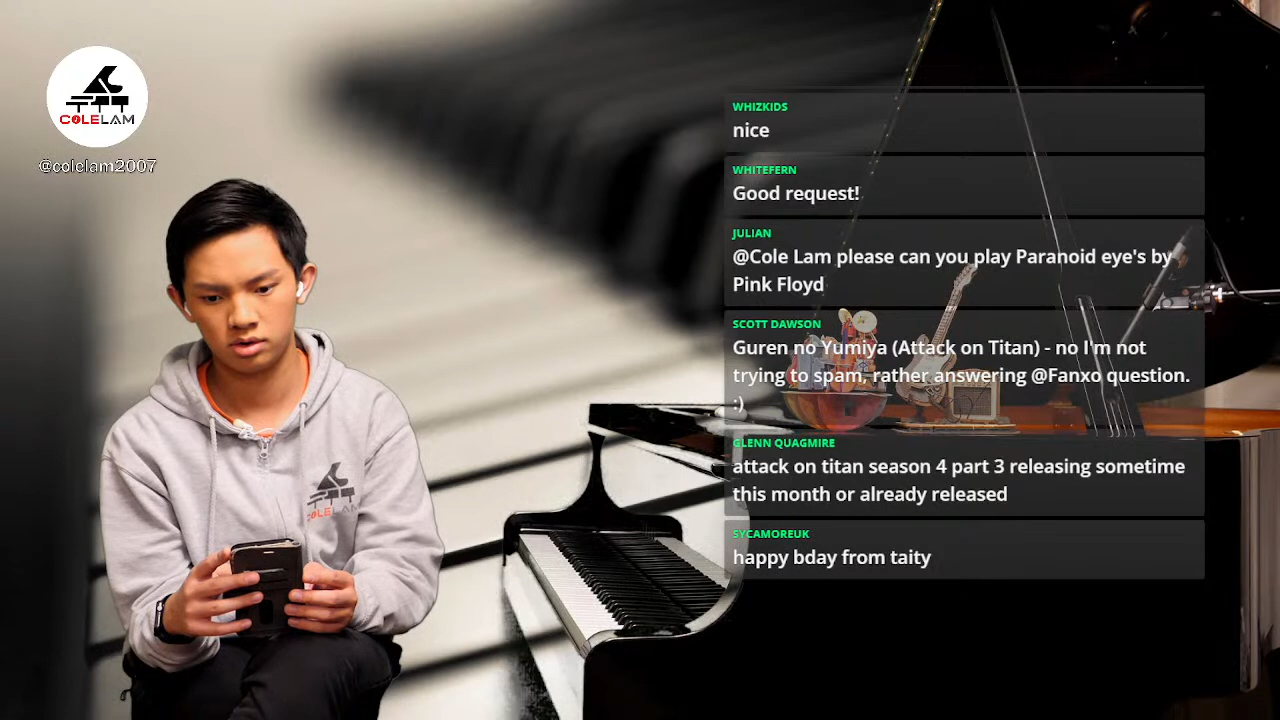 COLELAM
@colelam2007
WHIZKIDS
nice
WHITEFERN
Good request!
JULIAN
@Cole Lam please can you play Paranoid eye's by
Pink Floyd
SCOTT DAWSON
Guren no Yumiya (Attack on Titan) - no I'm not
trying to spam, rather answering @Fanxo question.
:)
GLENN QUAGMIRE
attack on titan season 4 part 3 releasing sometime
this month or already released
SYCAMOREUK
happy bday from taity
COLELAM